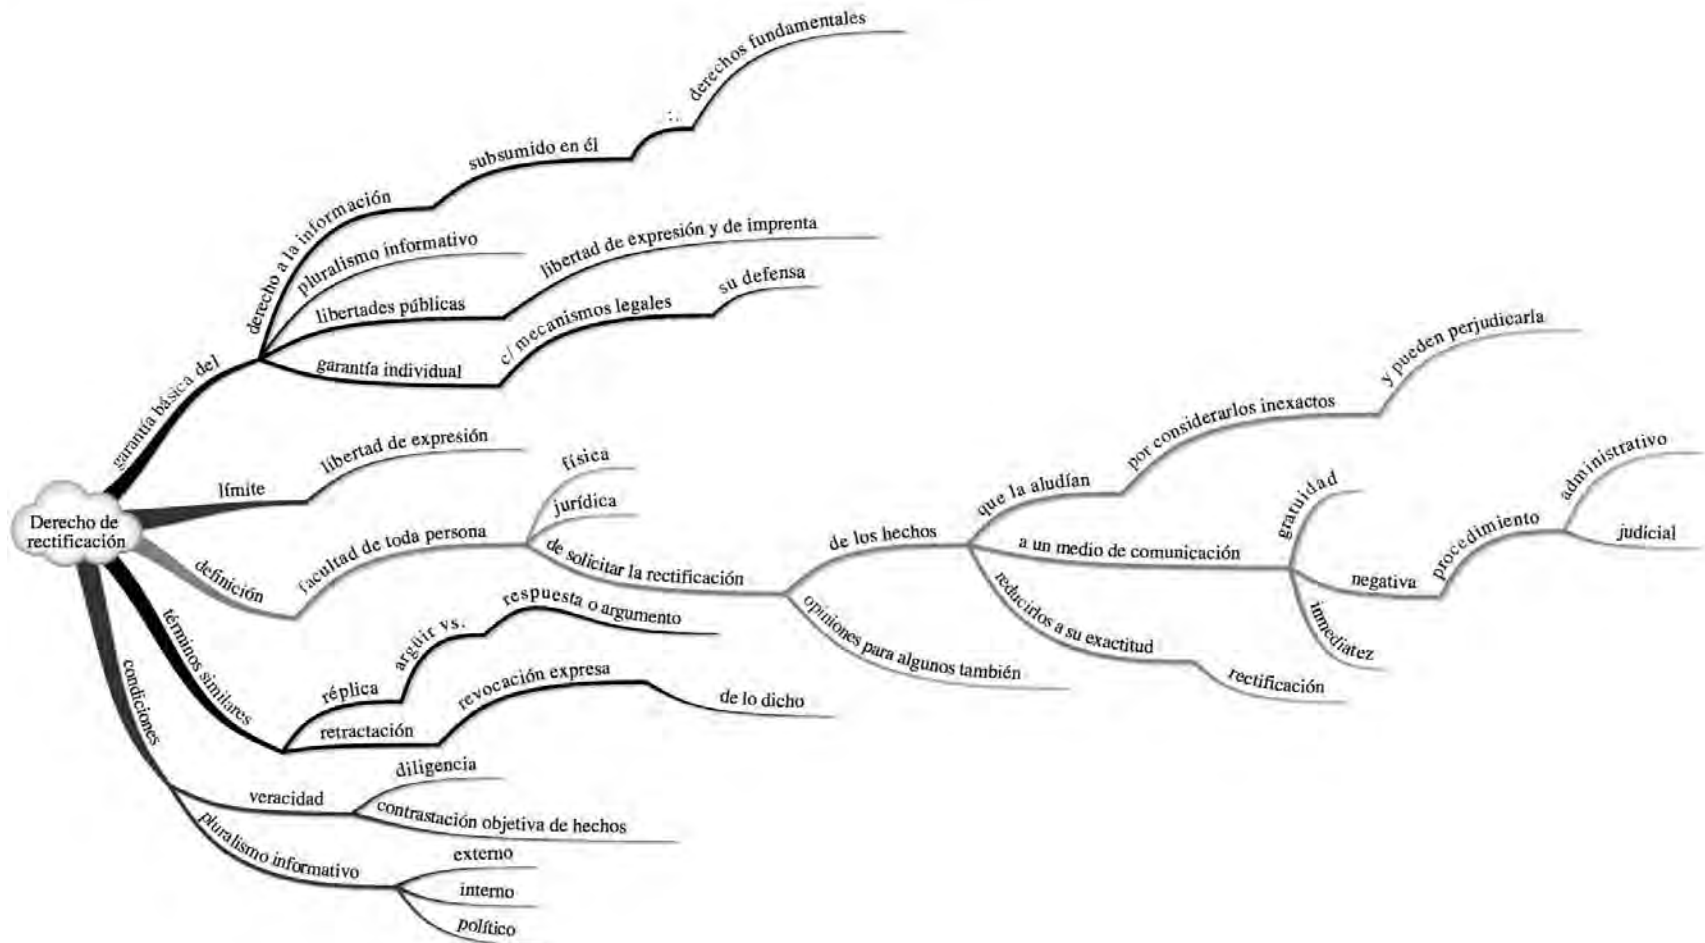 Derecho de
rectificación
garantía básica del
derecho a la información
subsumido en él
:.
derechos fundamentales
pluralismo informativo
libertades públicas
libertad de expresión y de imprenta
garantía individual
c/ mecanismos legales
su defensa
límite
libertad de expresión
definición
facultad de toda persona
física
jurídica
de solicitar la rectificación
de los hechos
que la aludían
por considerarlos inexactos
y pueden perjudicarla
a un medio de comunicación
gratuidad
negativa
procedimiento
administrativo
judicial
inmediatez
reducirlos a su exactitud
rectificación
opiniones para algunos también
términos similares
réplica
argüir vs.
respuesta o argumento
retractación
revocación expresa
de lo dicho
condiciones
veracidad
diligencia
contrastación objetiva de hechos
pluralismo informativo
externo
interno
político